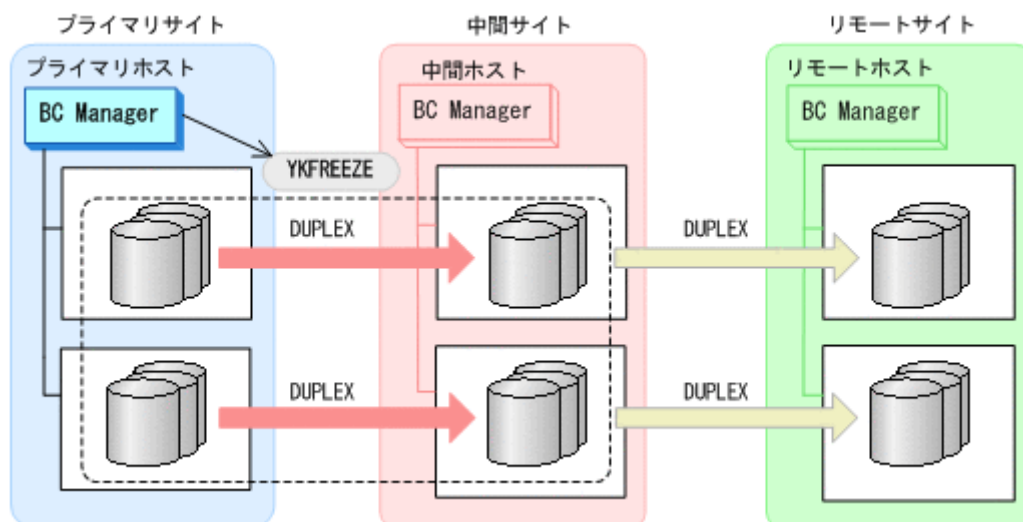 プライマリサイト
中間サイト
リモートサイト
プライマリホスト
中間ホスト
リモートホスト
BC Manager
BC Manager
BC Manager
YKFREEZE
DUPLEX
DUPLEX
DUPLEX
DUPLEX